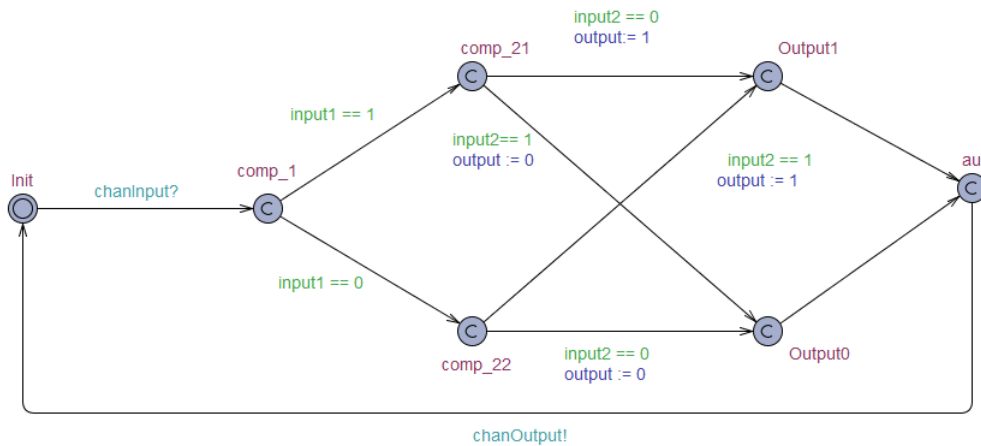 input2 == 0
output:= 1
comp_21
Output1
input1 == 1
input2== 1
output := 0
input2 == 1
output := 1
au
Init
chanInput?
comp_1
C
C
C
C
C
C
input1 == 0
comp_22
input2 == 0
output := 0
Output0
chanOutput!